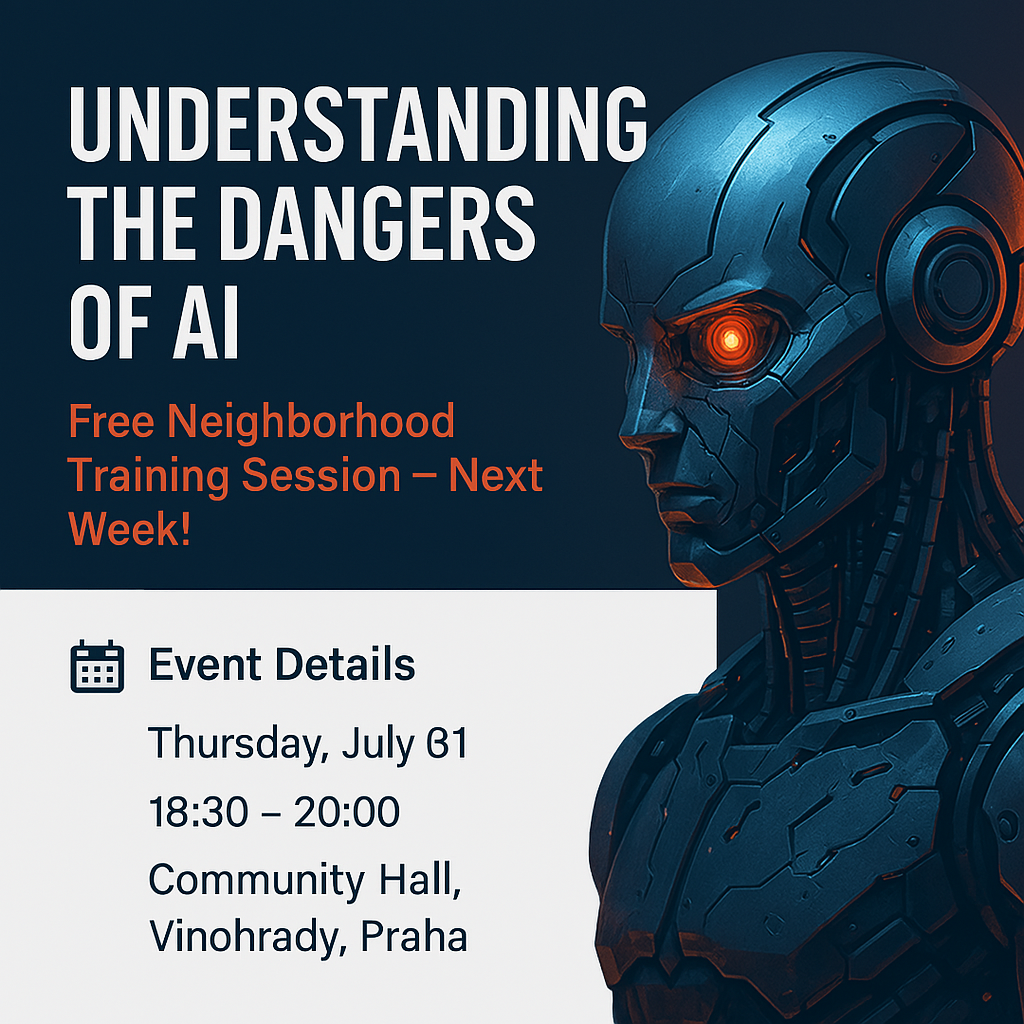 UNDERSTANDING
THE DANGERS
OF AI
Free Neighborhood
Training Session – Next
Week!
Event Details
Thursday, July
18:30 – 20:00
Community Hall,
Vinohrady, Praha